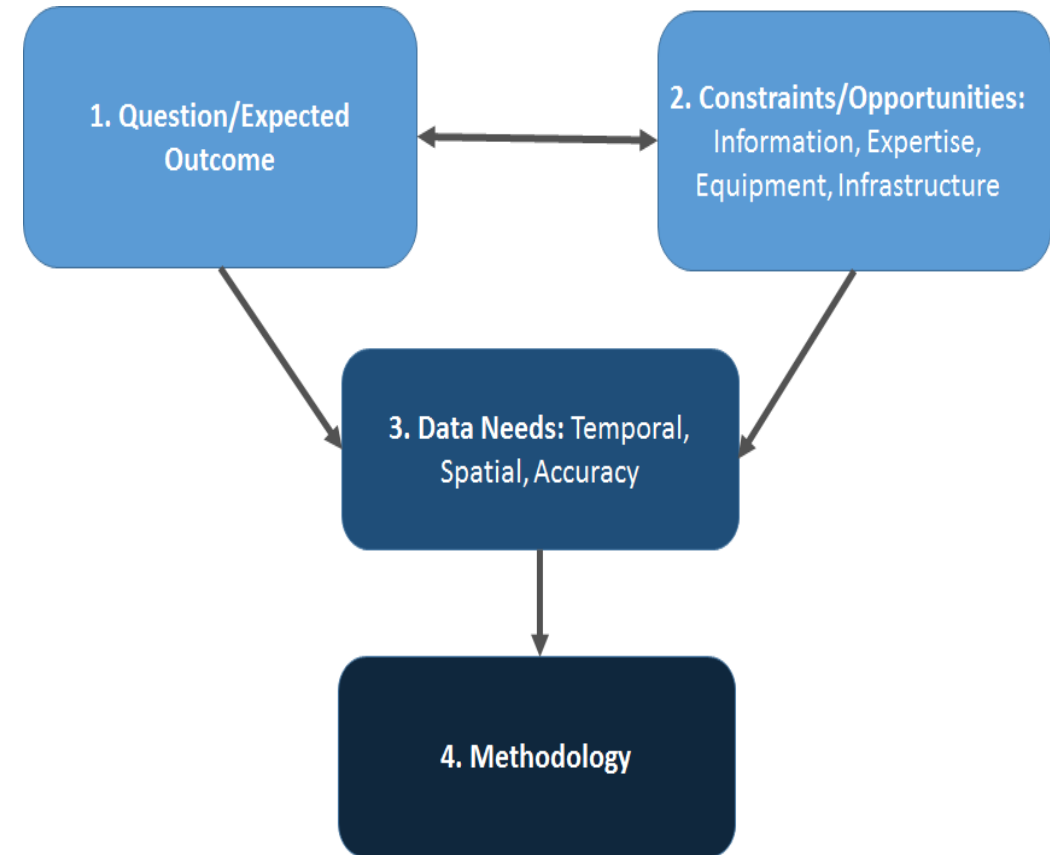 1. Question/Expected
Outcome
2. Constraints/Opportunities:
Information, Expertise,
Equipment, Infrastructure
3. Data Needs: Temporal,
Spatial, Accuracy
4. Methodology